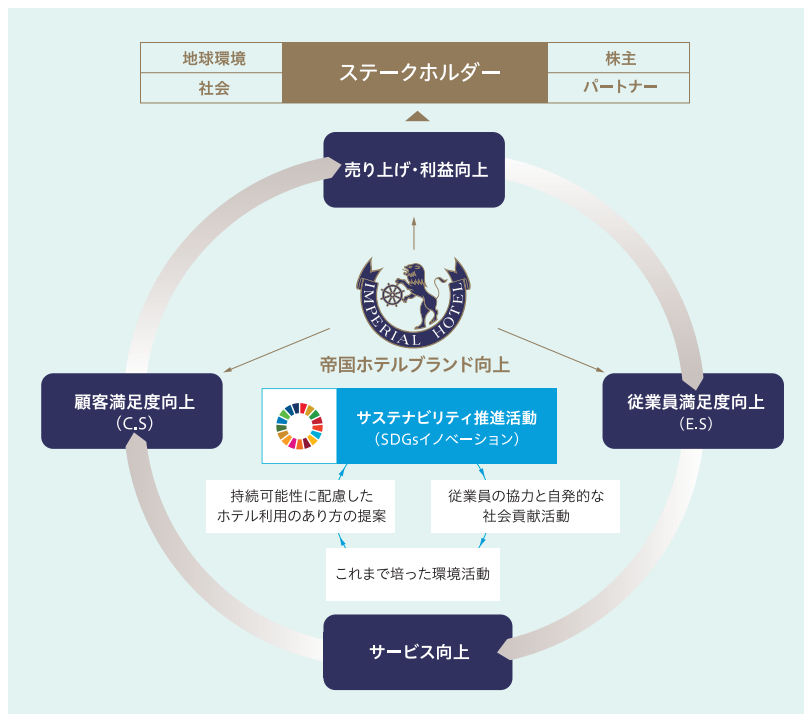 地球環境
社会
ステークホルダー
株主
パートナー
売り上げ・利益向上
IMPERIAL HOTEL
帝国ホテルブランド向上
顧客満足度向上
（C.S）
従業員満足度向上
（E.S）
サステナビリティ推進活動
（SDGsイノベーション）
持続可能性に配慮した
ホテル利用のあり方の提案
従業員の協力と自発的な
社会貢献活動
これまで培った環境活動
サービス向上